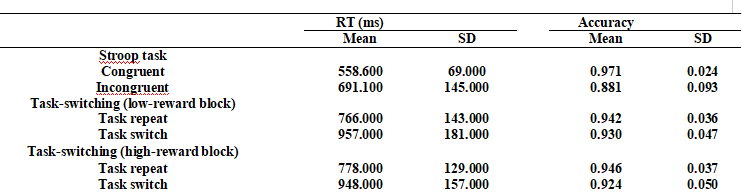 RT (ms) Accuracy
Mean SD Mean SD
Stroop task
Congruent 558.600 69.000 0.971 0.024
Incongruent 691.100 145.000 0.881 0.093
Task-switching (low-reward block)
Task repeat 766.000 143.000 0.942 0.036
Task switch 957.000 181.000 0.930 0.047
Task-switching (high-reward block)
Task repeat 778.000 129.000 0.946 0.037
Task switch 948.000 157.000 0.924 0.050